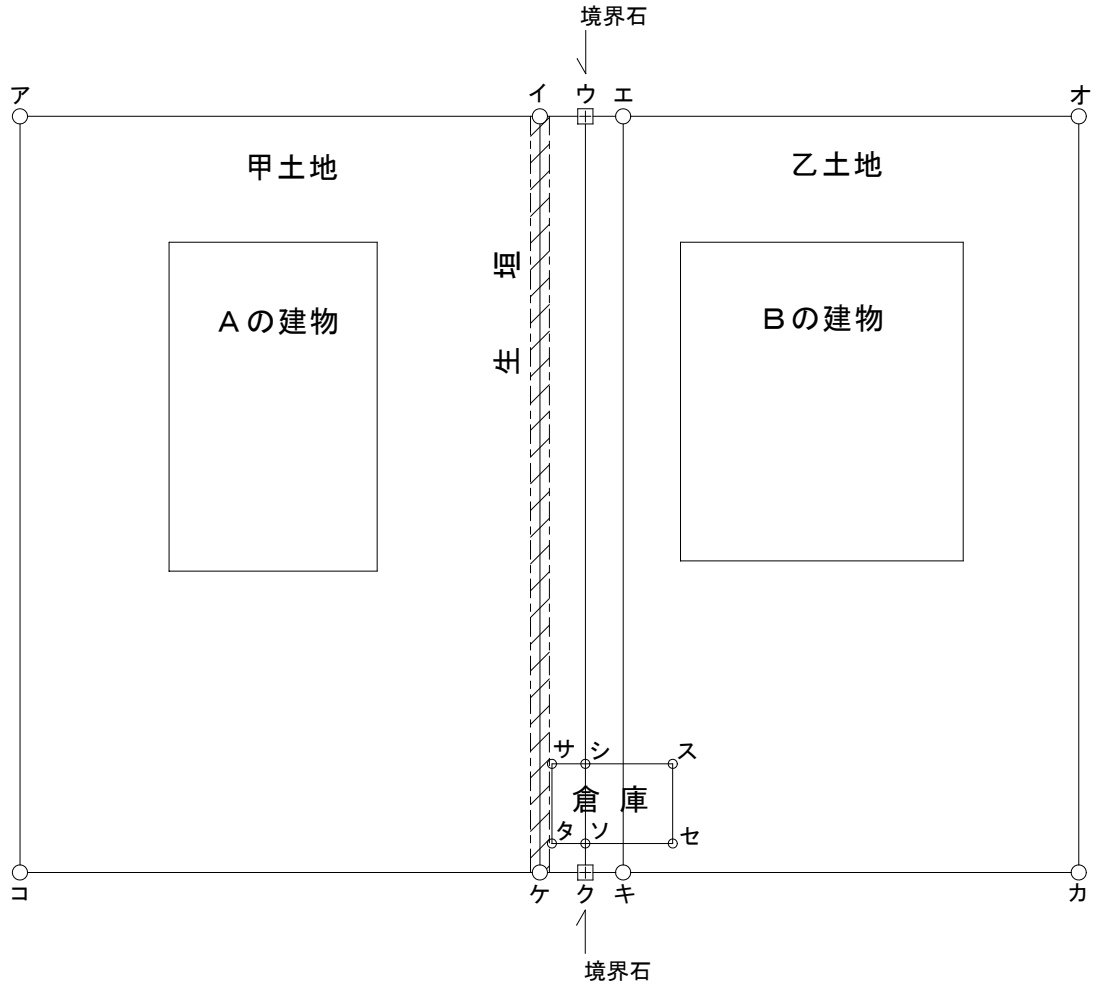 境界石
ア イ ウ エ オ
甲土地 乙土地
生垣
Aの建物 Bの建物
サ シ ス
倉庫
タ ソ セ
コ ケ ク キ カ
境界石